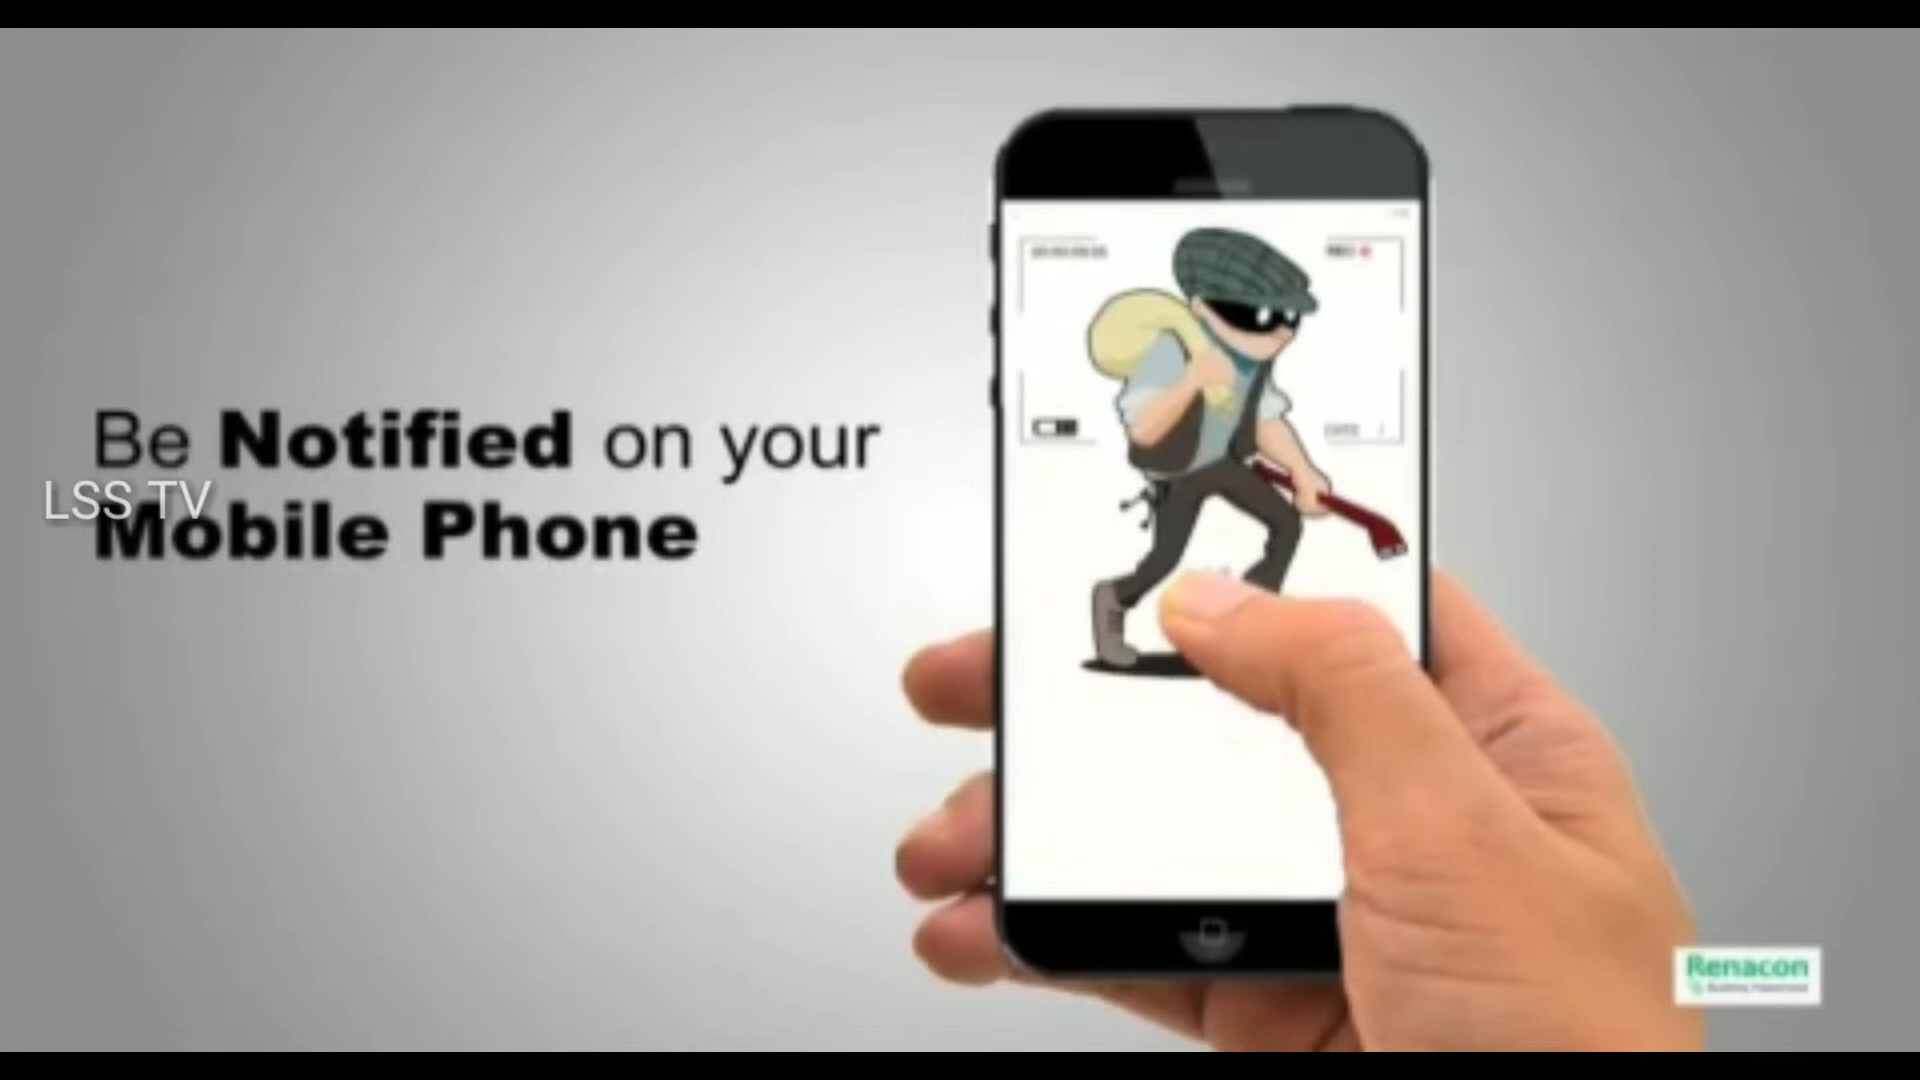 Be Notified on your
LSS TV
Mobile Phone
REC
Renacon